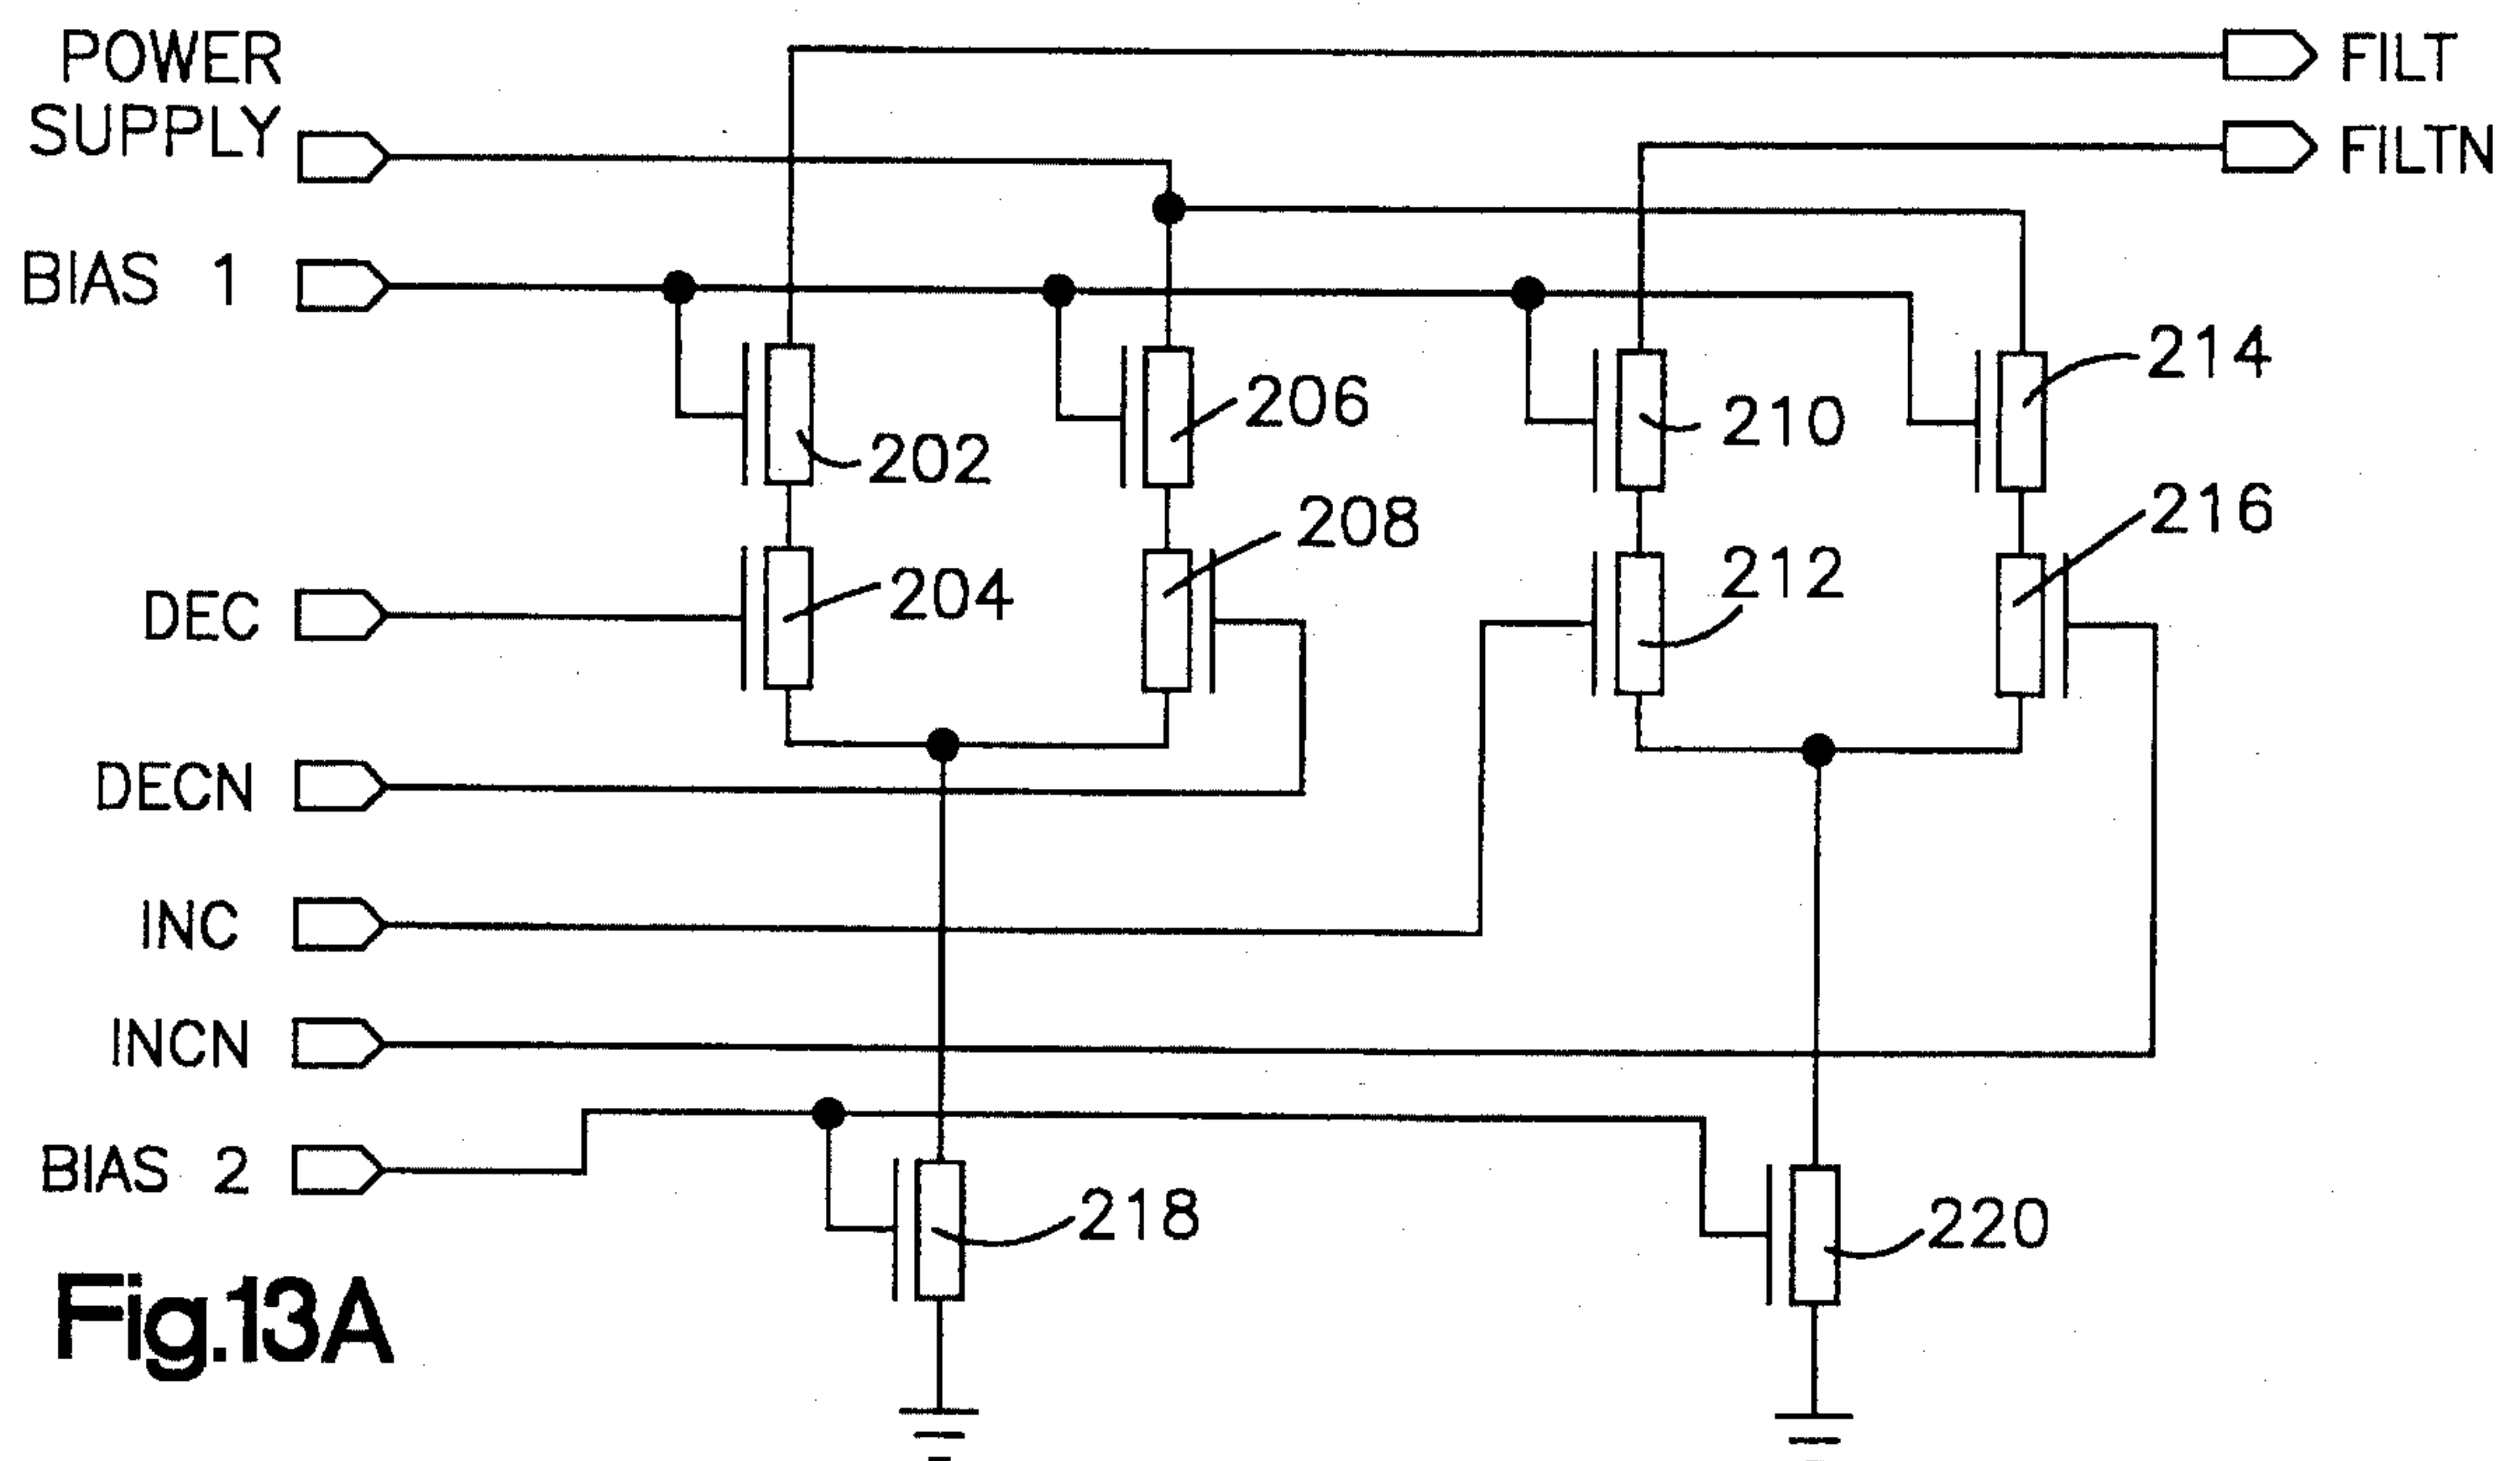 POWER
SUPPLY
FILT
FILTN
BIAS 1
214
206
210
202
216
208
212
204
DEC
DECN
INC
INCN
BIAS 2
218
220
Fig.13A